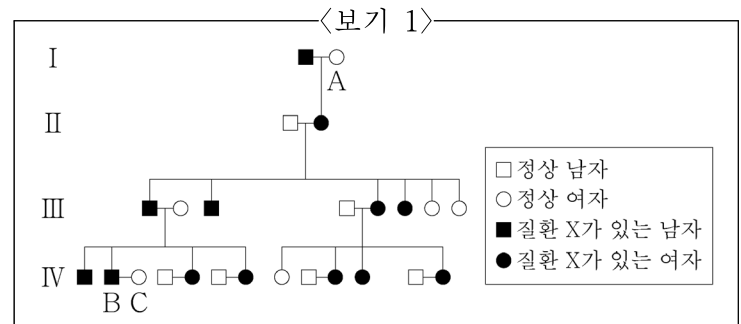 〈보기 1〉
Ⅰ
A
Ⅱ
정상 남자
정상 여자
질환 X가 있는 남자
질환 X가 있는 여자
Ⅲ
Ⅳ
B C